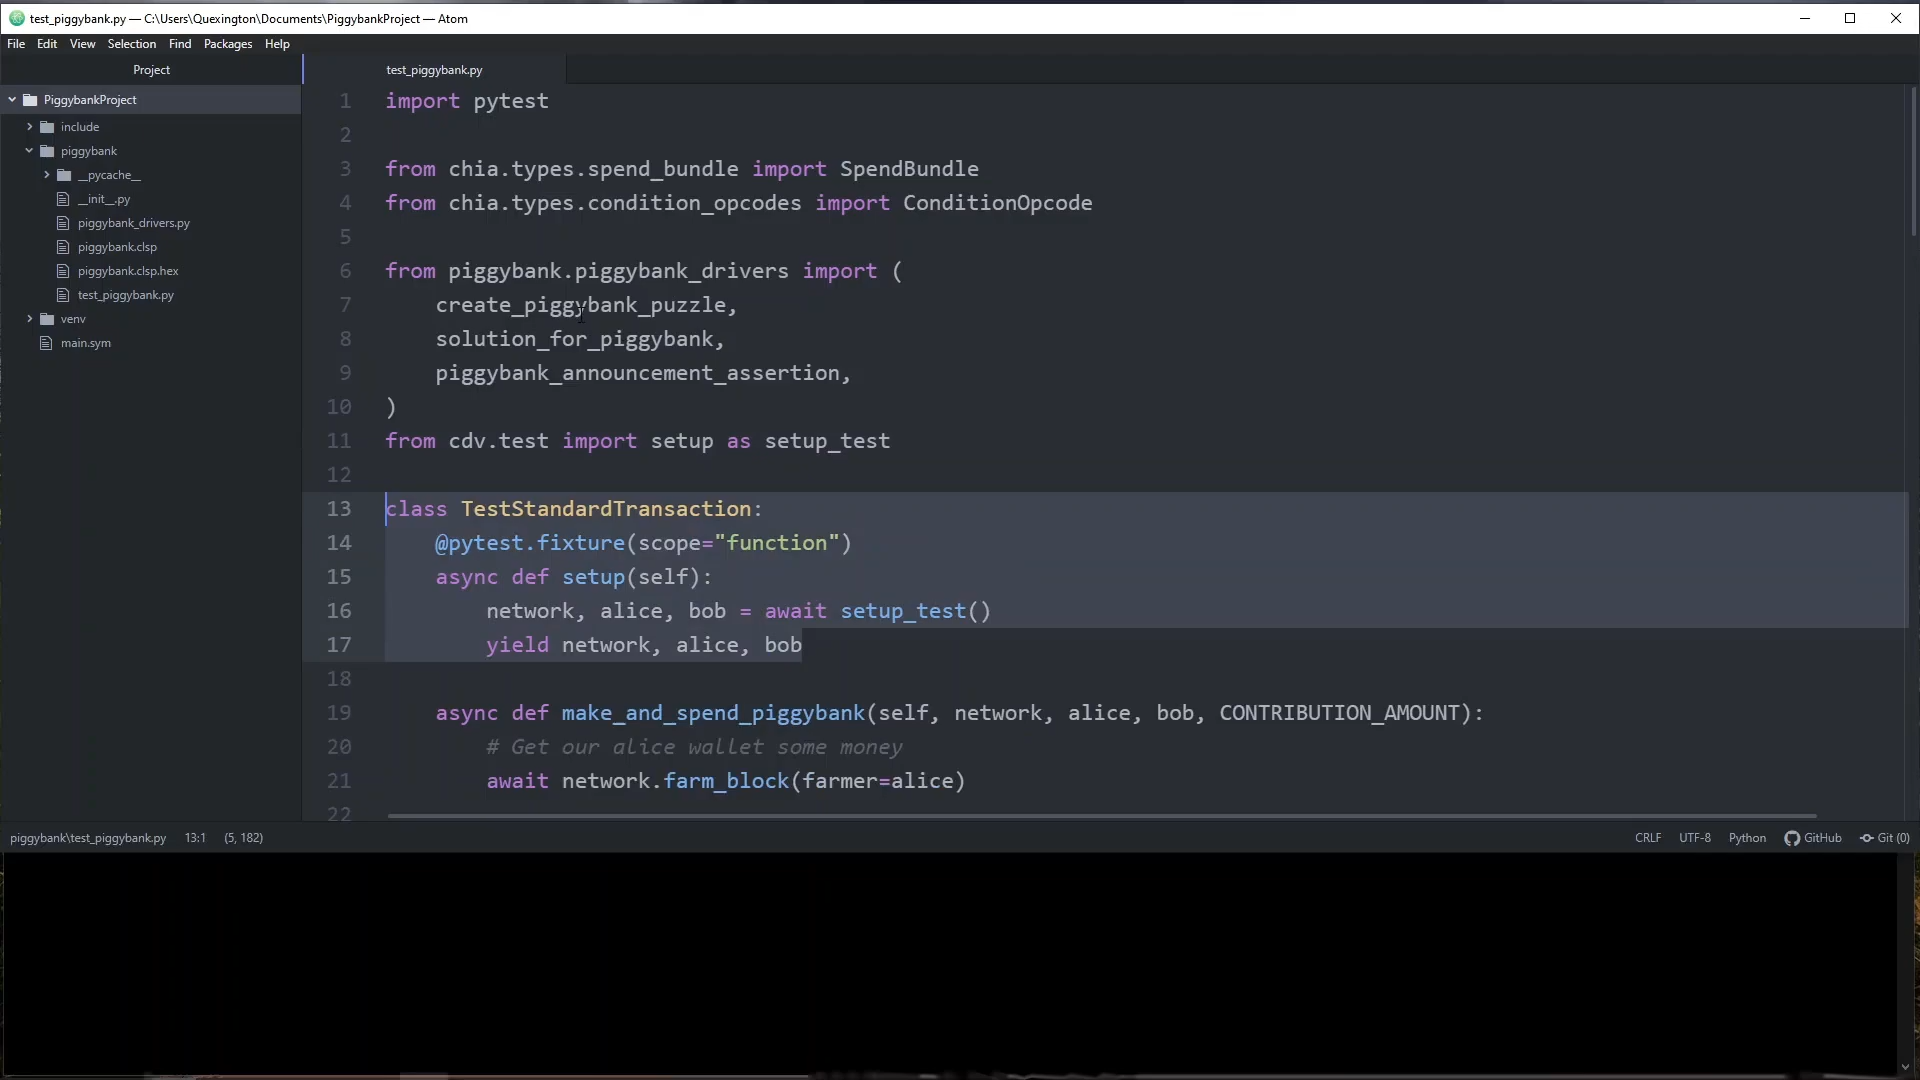 test_piggybank.py — C:\Users\Quexington\Documents\PiggybankProject — Atom
File Edit View Selection Find Packages Help
Project
PiggybankProject
include
piggybank
__pycache__
__init__.py
piggybank_drivers.py
piggybank.clsp
piggybank.clsp.hex
test_piggybank.py
venv
main.sym
test_piggybank.py
1 import pytest
2
3 from chia.types.spend_bundle import SpendBundle
4 from chia.types.condition_opcodes import ConditionOpcode
5
6 from piggybank.piggybank_drivers import (
7 create_piggybank_puzzle,
8 solution_for_piggybank,
9 piggybank_announcement_assertion,
10 )
11 from cdv.test import setup as setup_test
12
13 class TestStandardTransaction:
14 @pytest.fixture(scope="function")
15 async def setup(self):
16 network, alice, bob = await setup_test()
17 yield network, alice, bob
18
19 async def make_and_spend_piggybank(self, network, alice, bob, CONTRIBUTION_AMOUNT):
20 # Get our alice wallet some money
21 await network.farm_block(farmer=alice)
22
piggybank\test_piggybank.py 13:1 (5, 182) CRLF UTF-8 Python GitHub Git (0)